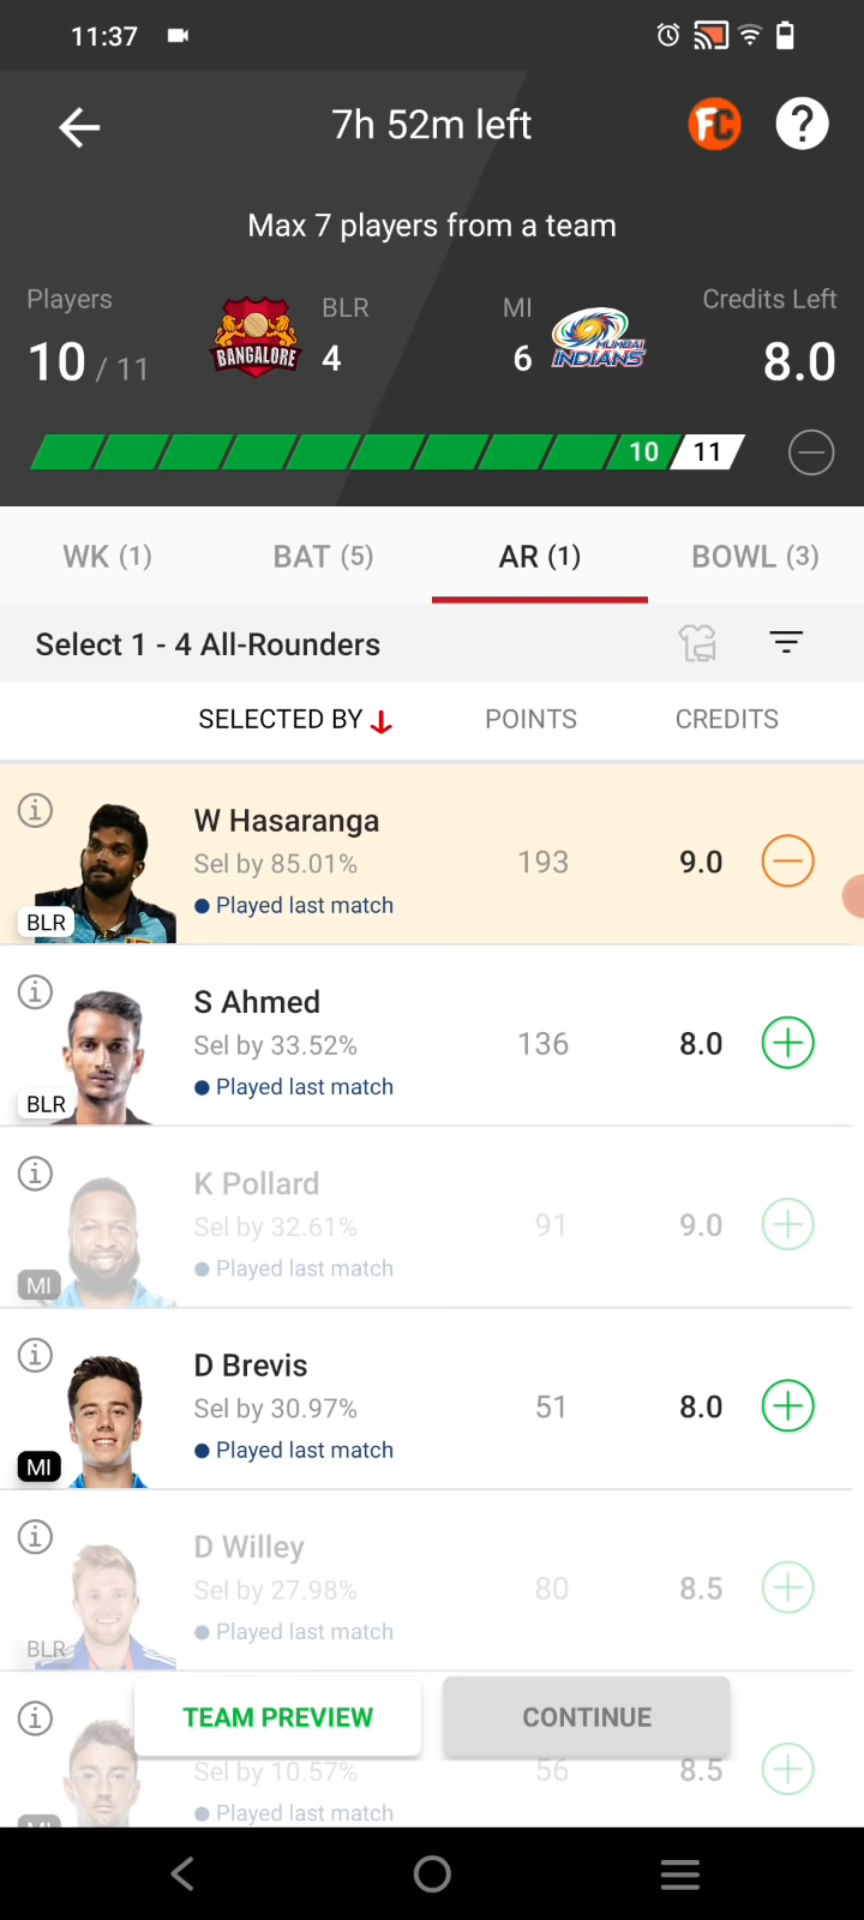 11:37
7h 52m left
FC
?
Max 7 players from a team
Players
BLR
MI
Credits Left
10 / 11
BANGALORE
4
6
MUMBAI
INDIANS
8.0
10
11
WK (1)
BAT (5)
AR (1)
BOWL (3)
Select 1 - 4 All-Rounders
SELECTED BY
POINTS
CREDITS
W Hasaranga
Sel by 85.01%
193
9.0
Played last match
BLR
S Ahmed
Sel by 33.52%
136
8.0
Played last match
BLR
K Pollard
Sel by 32.61%
91
9.0
Played last match
MI
D Brevis
Sel by 30.97%
51
8.0
Played last match
MI
D Willey
Sel by 27.98%
80
8.5
Played last match
BLR
TEAM PREVIEW
CONTINUE
Sel by 10.57%
56
8.5
Played last match